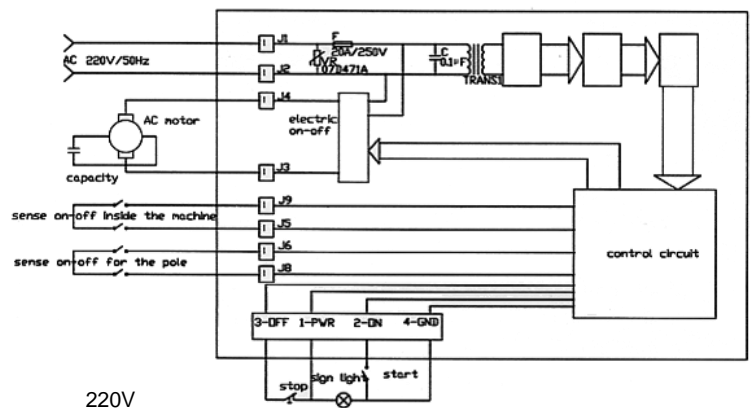 J1
F
20A/250V
AC 220V/50Hz
VR
07D471A
C
0.1μF
J2
TRANS1
J4
AC motor
electric
on-off
J3
capacity
J9
sense on-off inside the machine
J5
J6
sense on-off for the pole
J8
control circuit
3-OFF 1-PWR 2-ON 4-GND
sign light
start
stop
220V